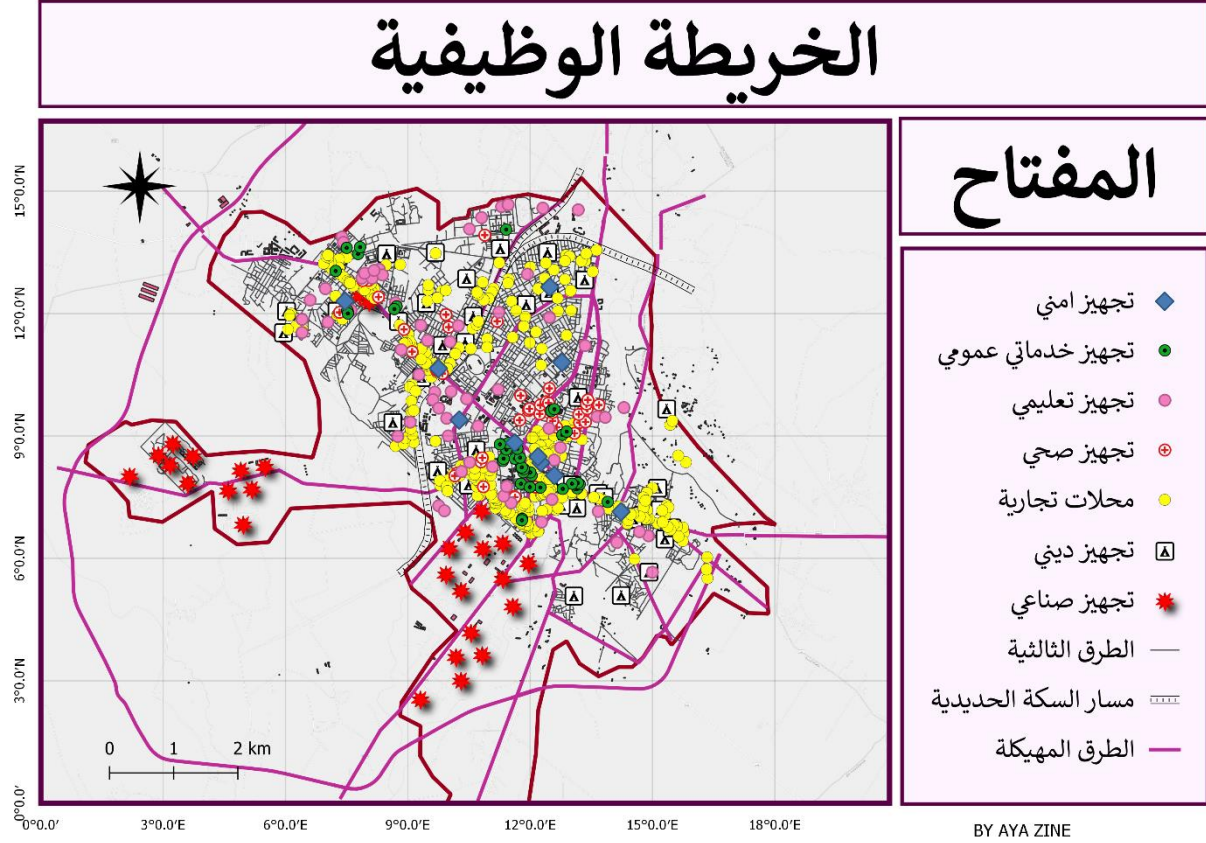 الخريطة الوظيفية
المفتاح
تجهيز امني
تجهيز خدماتي عمومي
تجهيز تعليمي
تجهيز صحي
محلات تجارية
تجهيز ديني
تجهيز صناعي
الطرق الثالثية
مسار السكة الحديدية
الطرق المهيكلة
15°0.0'N
12°0.0'N
9°0.0'N
6°0.0'N
3°0.0'N
0°0.0'
0 1 2 km
0°0.0' 3°0.0'E 6°0.0'E 9°0.0'E 12°0.0'E 15°0.0'E 18°0.0'E
BY AYA ZINE